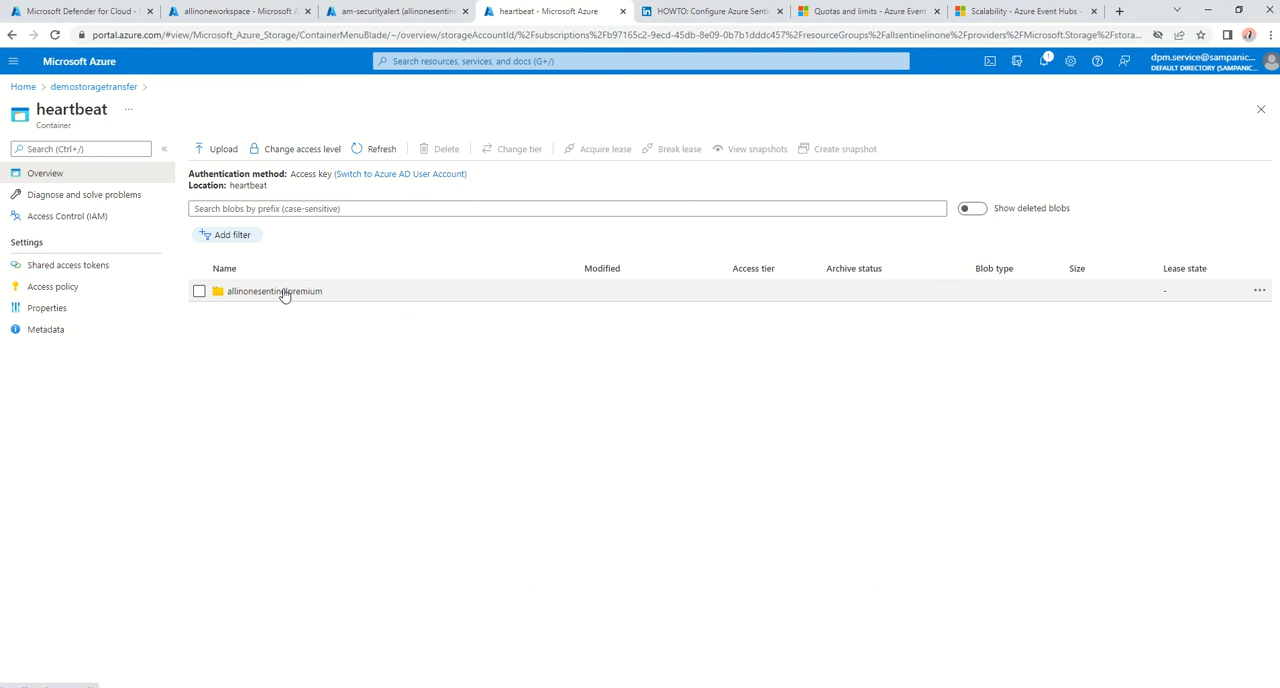 Microsoft Defender for Cloud -
allinoneworkspace - Microsoft A
am-securityalert (allinonesentine
heartbeat - Microsoft Azure
HOWTO: Configure Azure Senti
Quotas and limits - Azure Event
Scalability - Azure Event Hubs -
portal.azure.com/#view/Microsoft_Azure_Storage/ContainerMenuBlade/~/overview/storageAccountId/%2Fsubscriptions%2Fb97165c2-9ecd-45db-8e09-0b7b1dddc457%2FresourceGroups%2Fallsentinelinone%2Fproviders%2FMicrosoft.Storage%2Fstora...
Microsoft Azure
Search resources, services, and docs (G+/)
1
dpm.service@sampanic...
DEFAULT DIRECTORY (SAMPANIC...
Home > demostoragetransfer >
heartbeat ...
Container
Search (Ctrl+/)
«
Upload
Change access level
Refresh
Delete
Change tier
Acquire lease
Break lease
View snapshots
Create snapshot
Overview
Diagnose and solve problems
Access Control (IAM)
Settings
Shared access tokens
Access policy
Properties
Metadata
Authentication method: Access key (Switch to Azure AD User Account)
Location: heartbeat
Search blobs by prefix (case-sensitive)
Show deleted blobs
Add filter
Name Modified Access tier Archive status Blob type Size Lease state
allinonesentinelpremium - ...